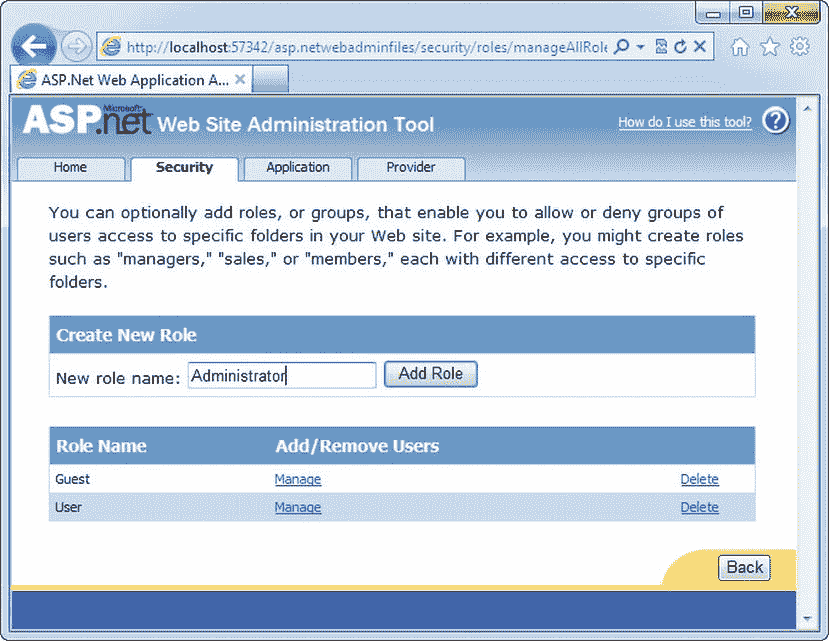 http://localhost:57342/asp.netwebadminfiles/security/roles/manageAllRole
ASP.Net Web Application A...
Microsoft
ASP.net Web Site Administration Tool
How do I use this tool?
?
Home
Security
Application
Provider
You can optionally add roles, or groups, that enable you to allow or deny groups of
users access to specific folders in your Web site. For example, you might create roles
such as "managers," "sales," or "members," each with different access to specific
folders.
Create New Role
New role name: Administrator Add Role
Role Name Add/Remove Users
Guest Manage Delete
User Manage Delete
Back